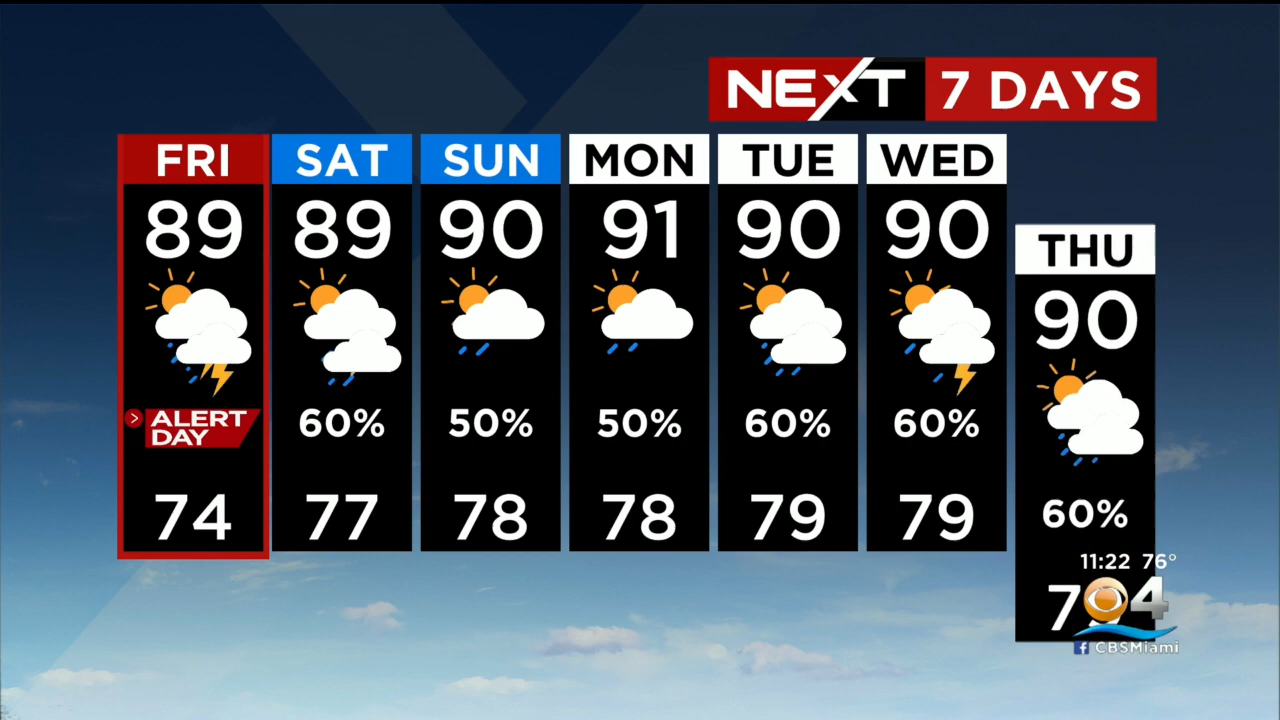 NEXT 7 DAYS
FRI SAT SUN MON TUE WED THU
89 89 90 91 90 90 90
ALERT
DAY
60% 50% 50% 60% 60% 60%
74 77 78 78 79 79
11:22 76°
4
CBSMiami